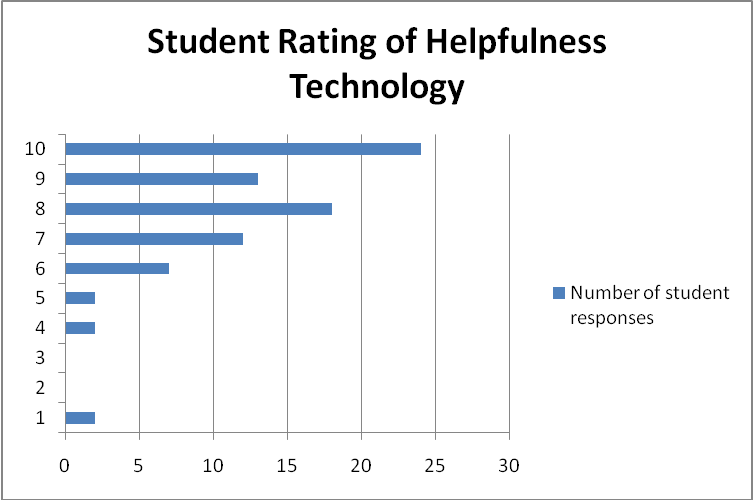 Student Rating of Helpfulness
Technology
10
9
8
7
6
5
4
3
2
1
0 5 10 15 20 25 30
Number of student
responses